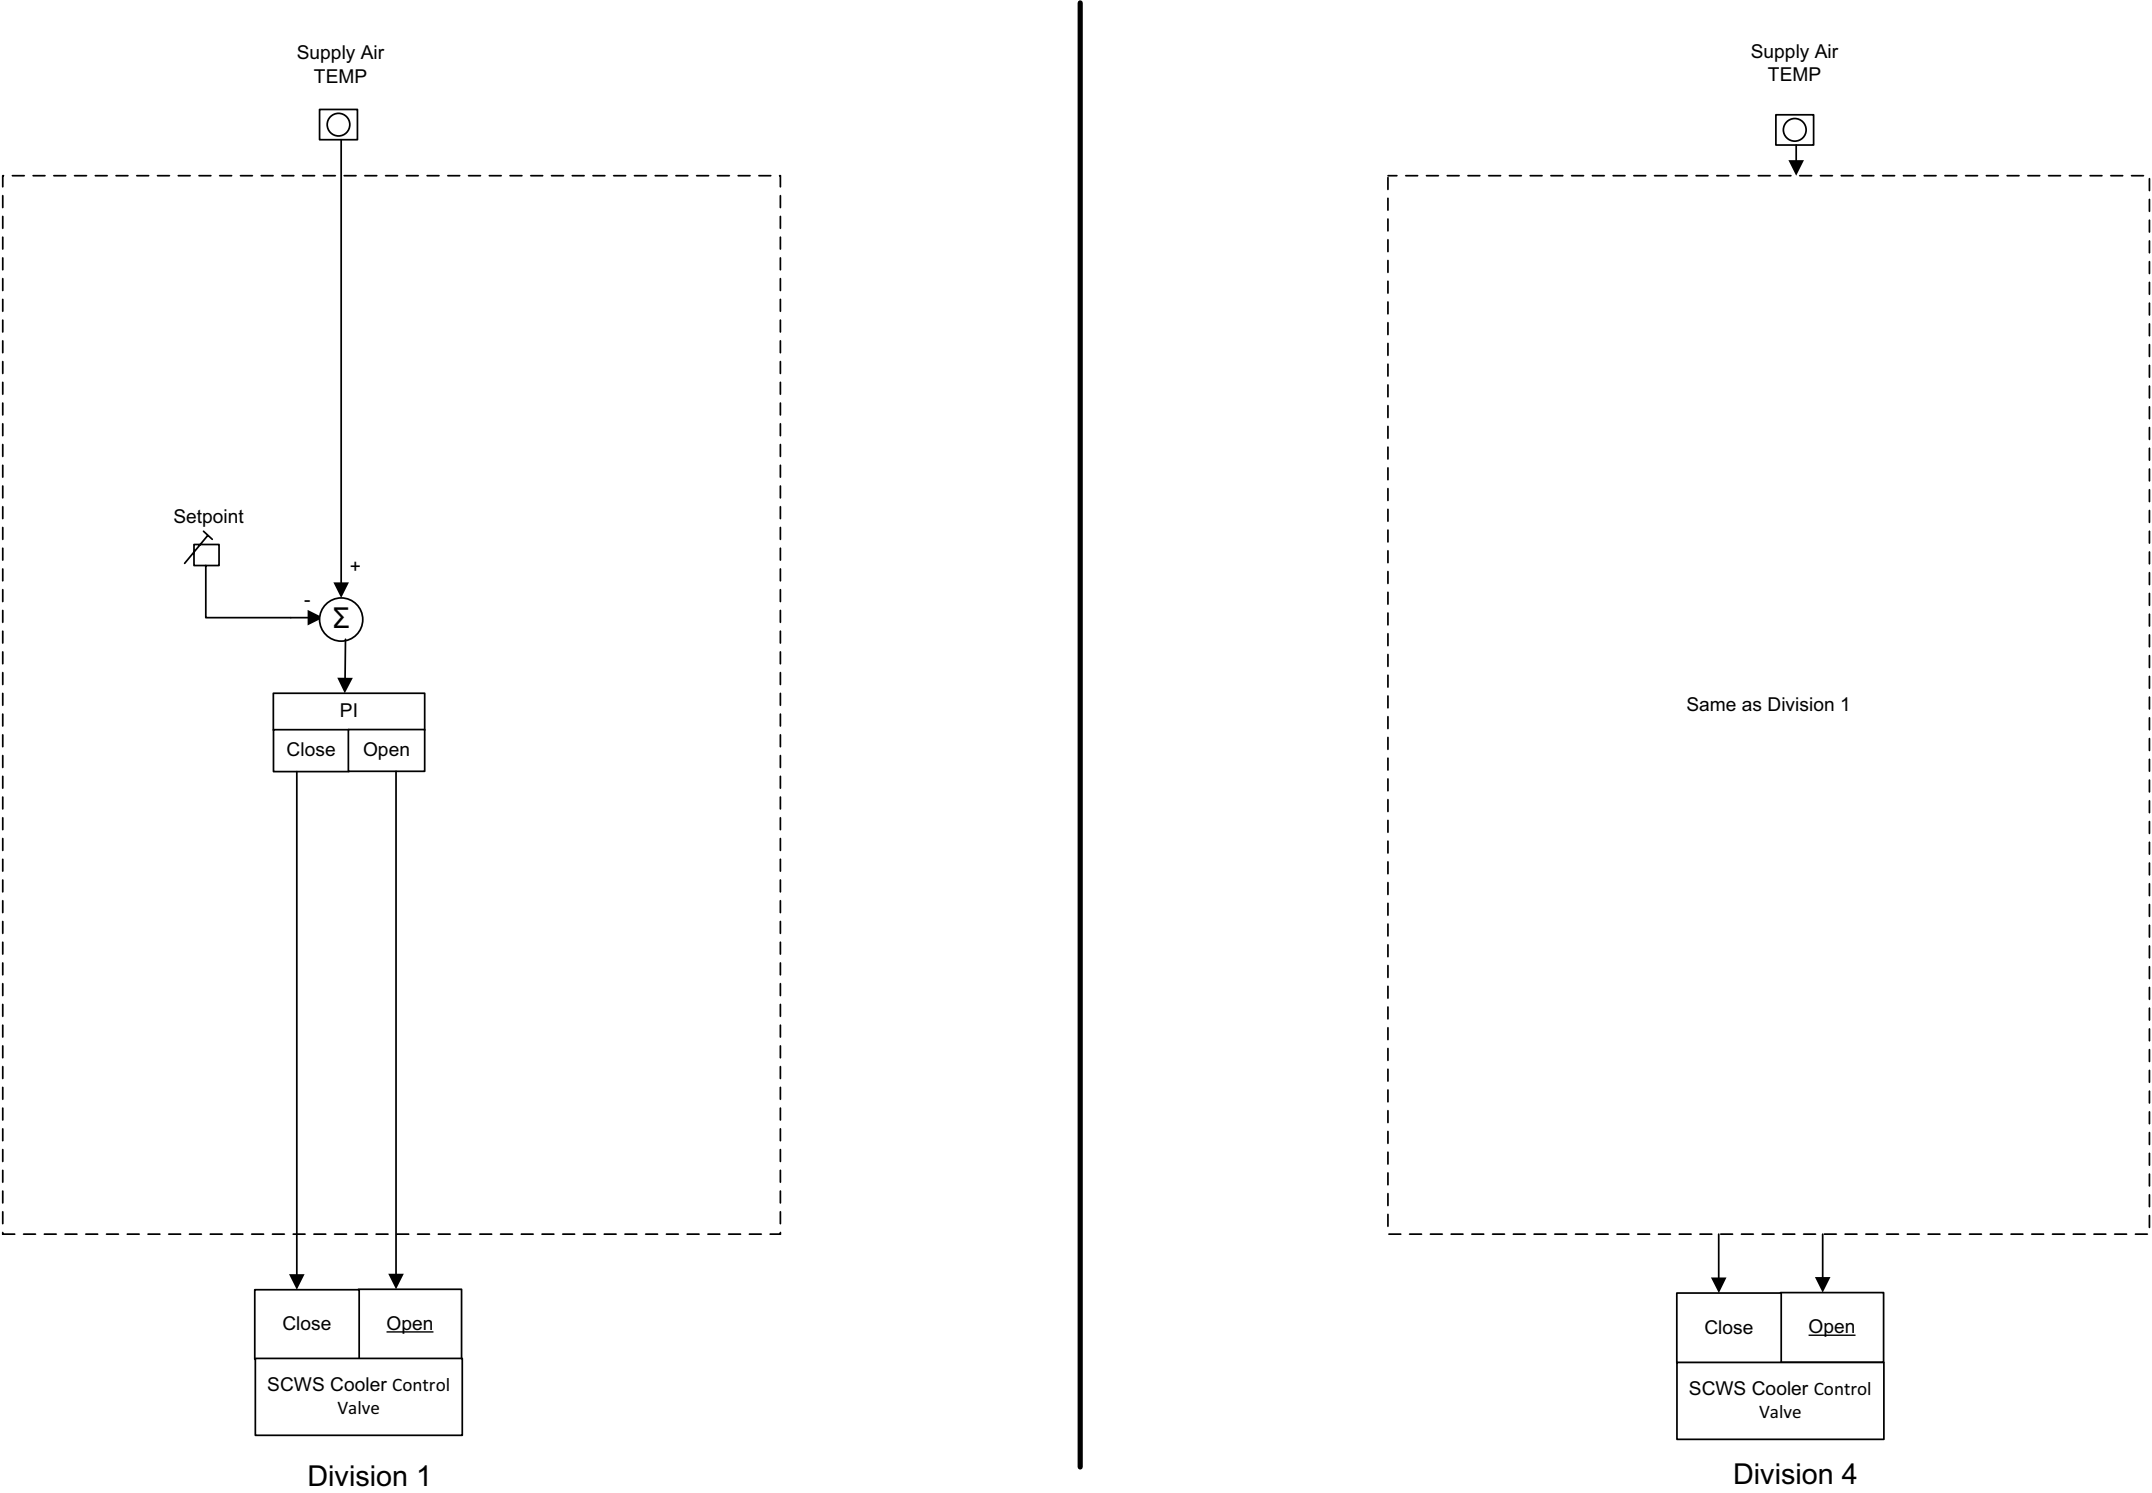 Supply Air
TEMP
Setpoint
+
-
Σ
PI
Close Open
Close Open
SCWS Cooler Control
Valve
Division 1
Supply Air
TEMP
Same as Division 1
Close Open
SCWS Cooler Control
Valve
Division 4